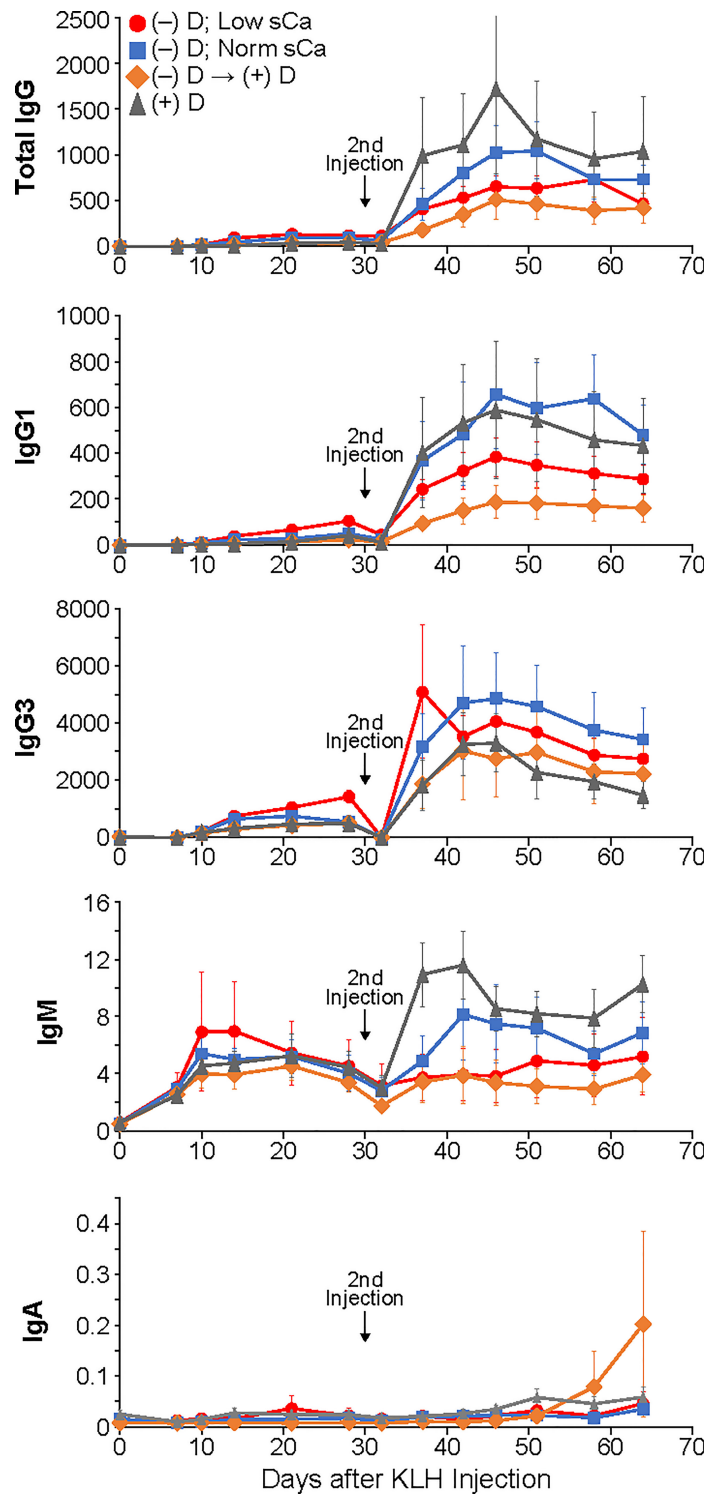 (–) D; Low sCa
(–) D; Norm sCa
(–) D → (+) D
(+) D
Total IgG
2500
2000
1500
1000
500
0
2nd
Injection
0 10 20 30 40 50 60 70
IgG1
1000
800
600
400
200
0
2nd
Injection
0 10 20 30 40 50 60 70
IgG3
8000
6000
4000
2000
0
2nd
Injection
0 10 20 30 40 50 60 70
IgM
16
12
8
4
0
2nd
Injection
0 10 20 30 40 50 60 70
IgA
0.4
0.3
0.2
0.1
0
2nd
Injection
0 10 20 30 40 50 60 70
Days after KLH Injection